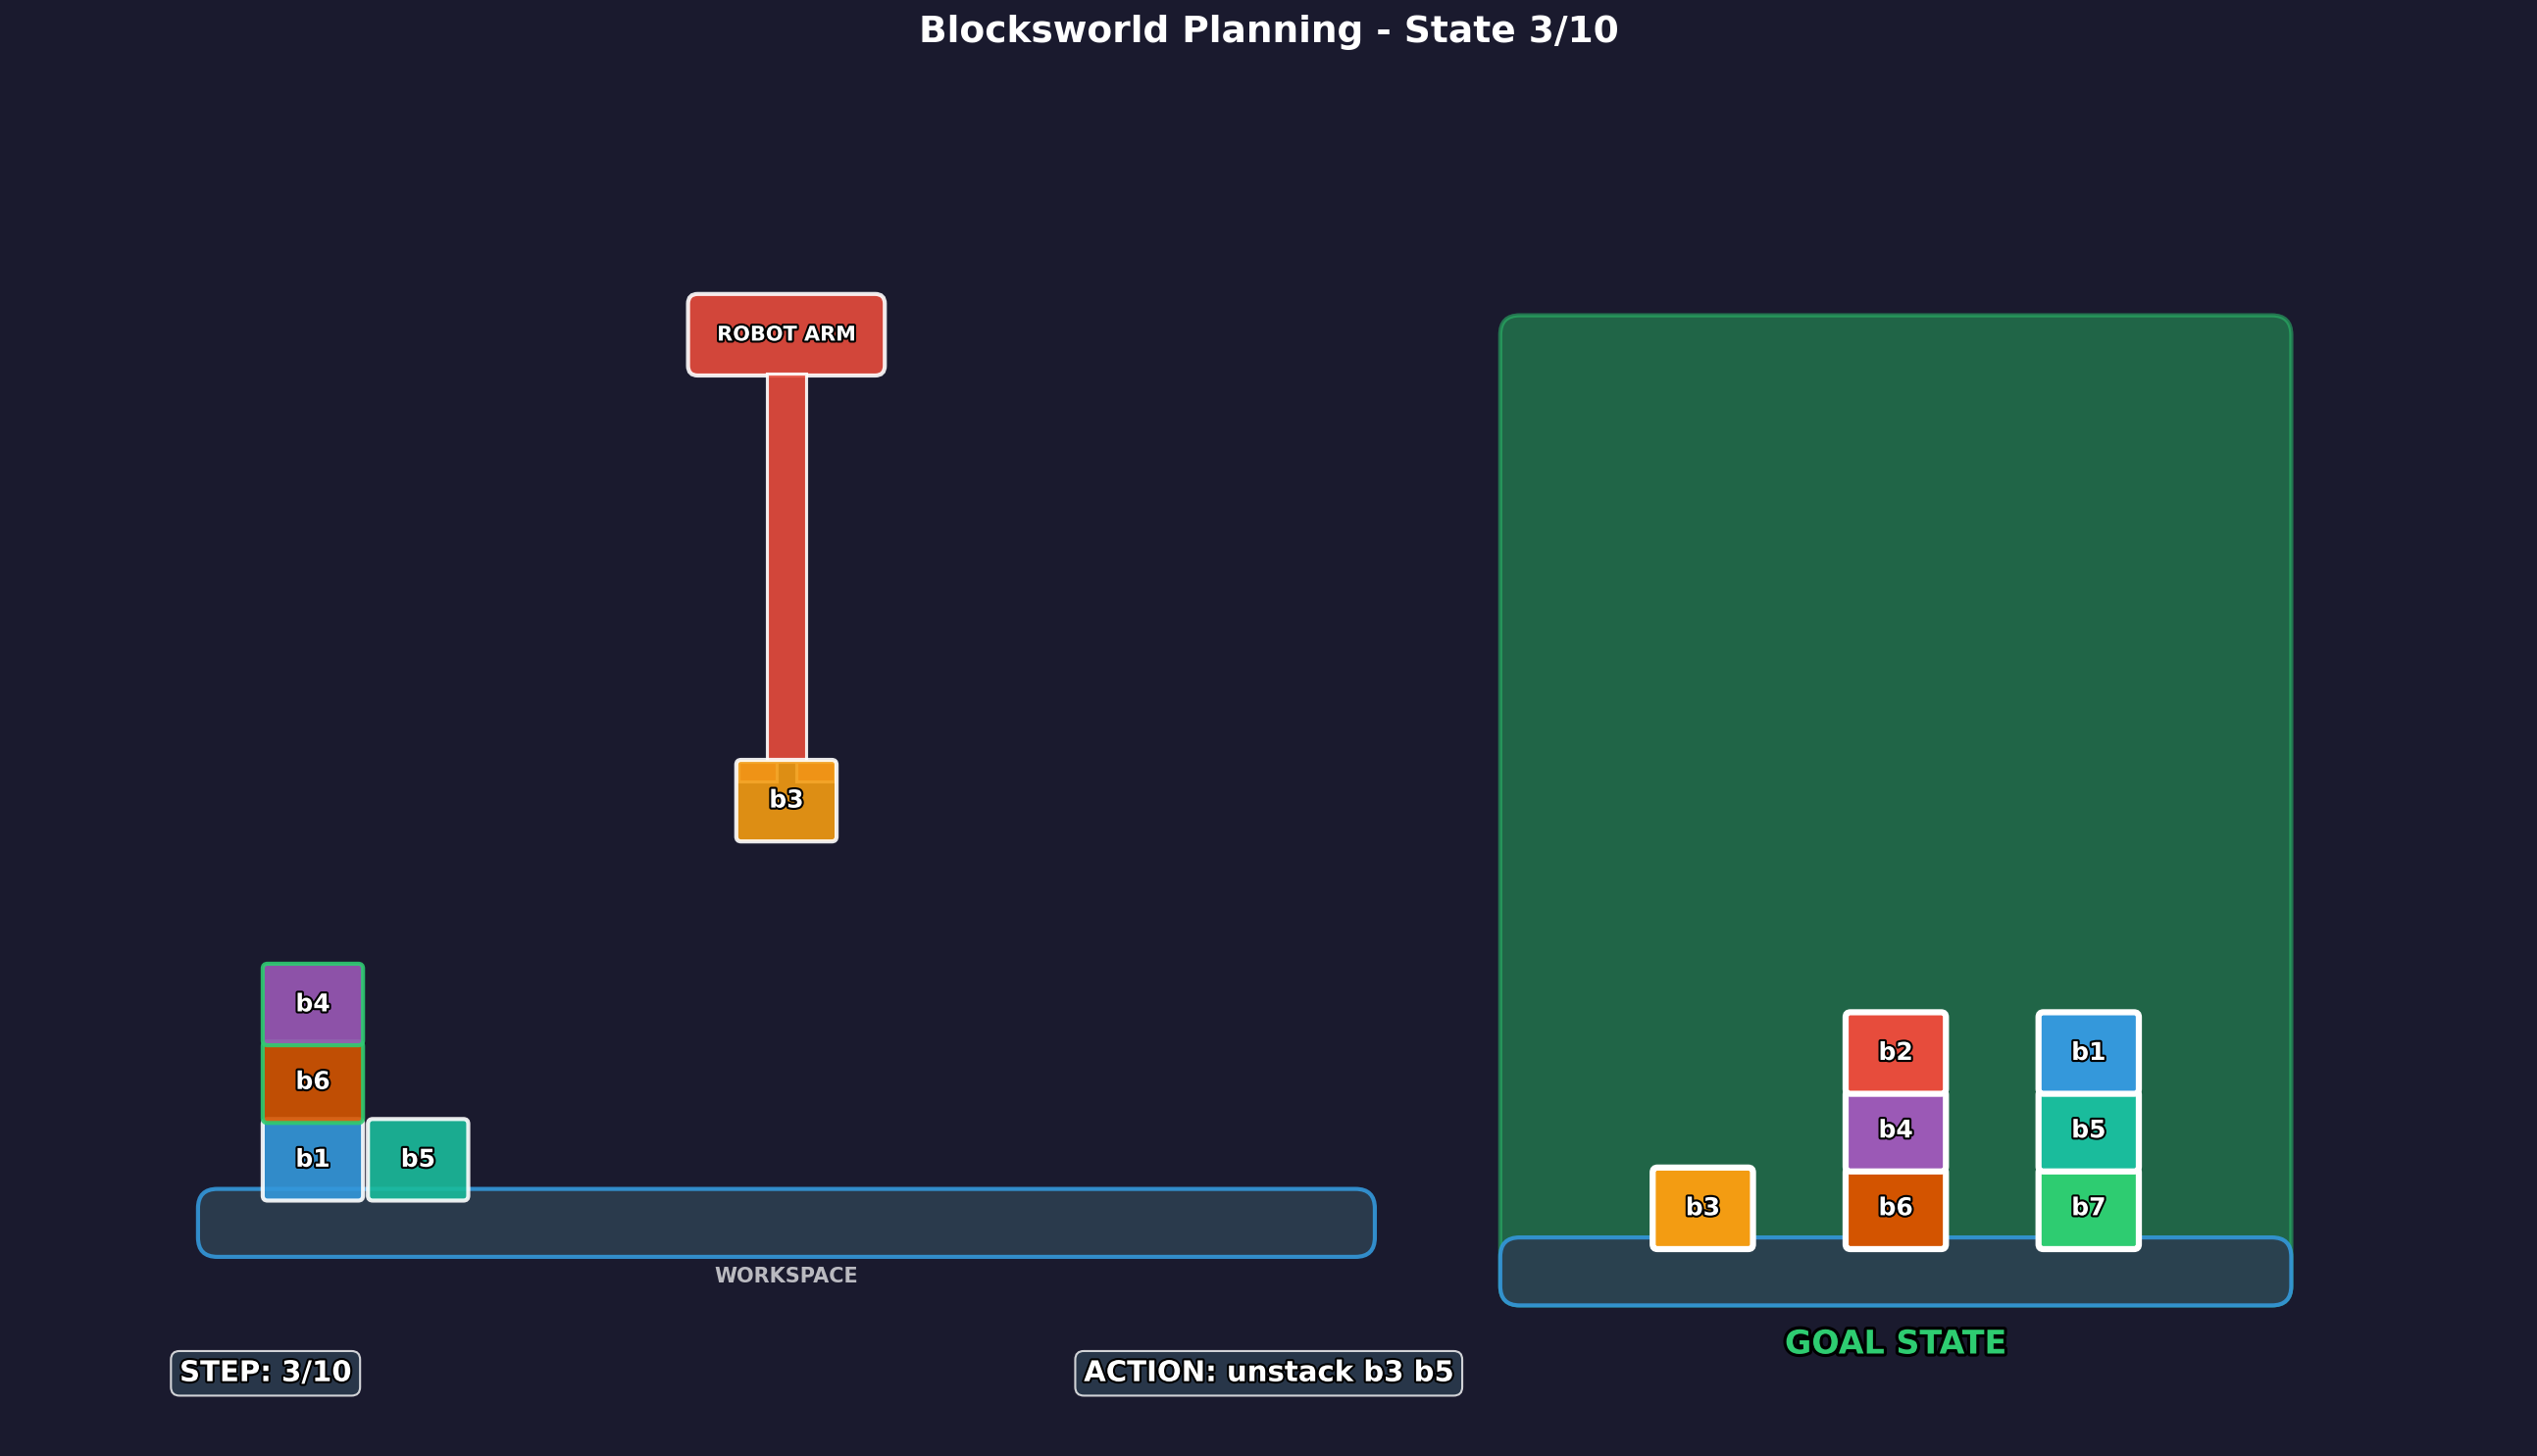 Blocksworld Planning - State 3/10
ROBOT ARM
b3
b4
b6
b1
b5
WORKSPACE
b2
b1
b4
b5
b3
b6
b7
GOAL STATE
STEP: 3/10
ACTION: unstack b3 b5